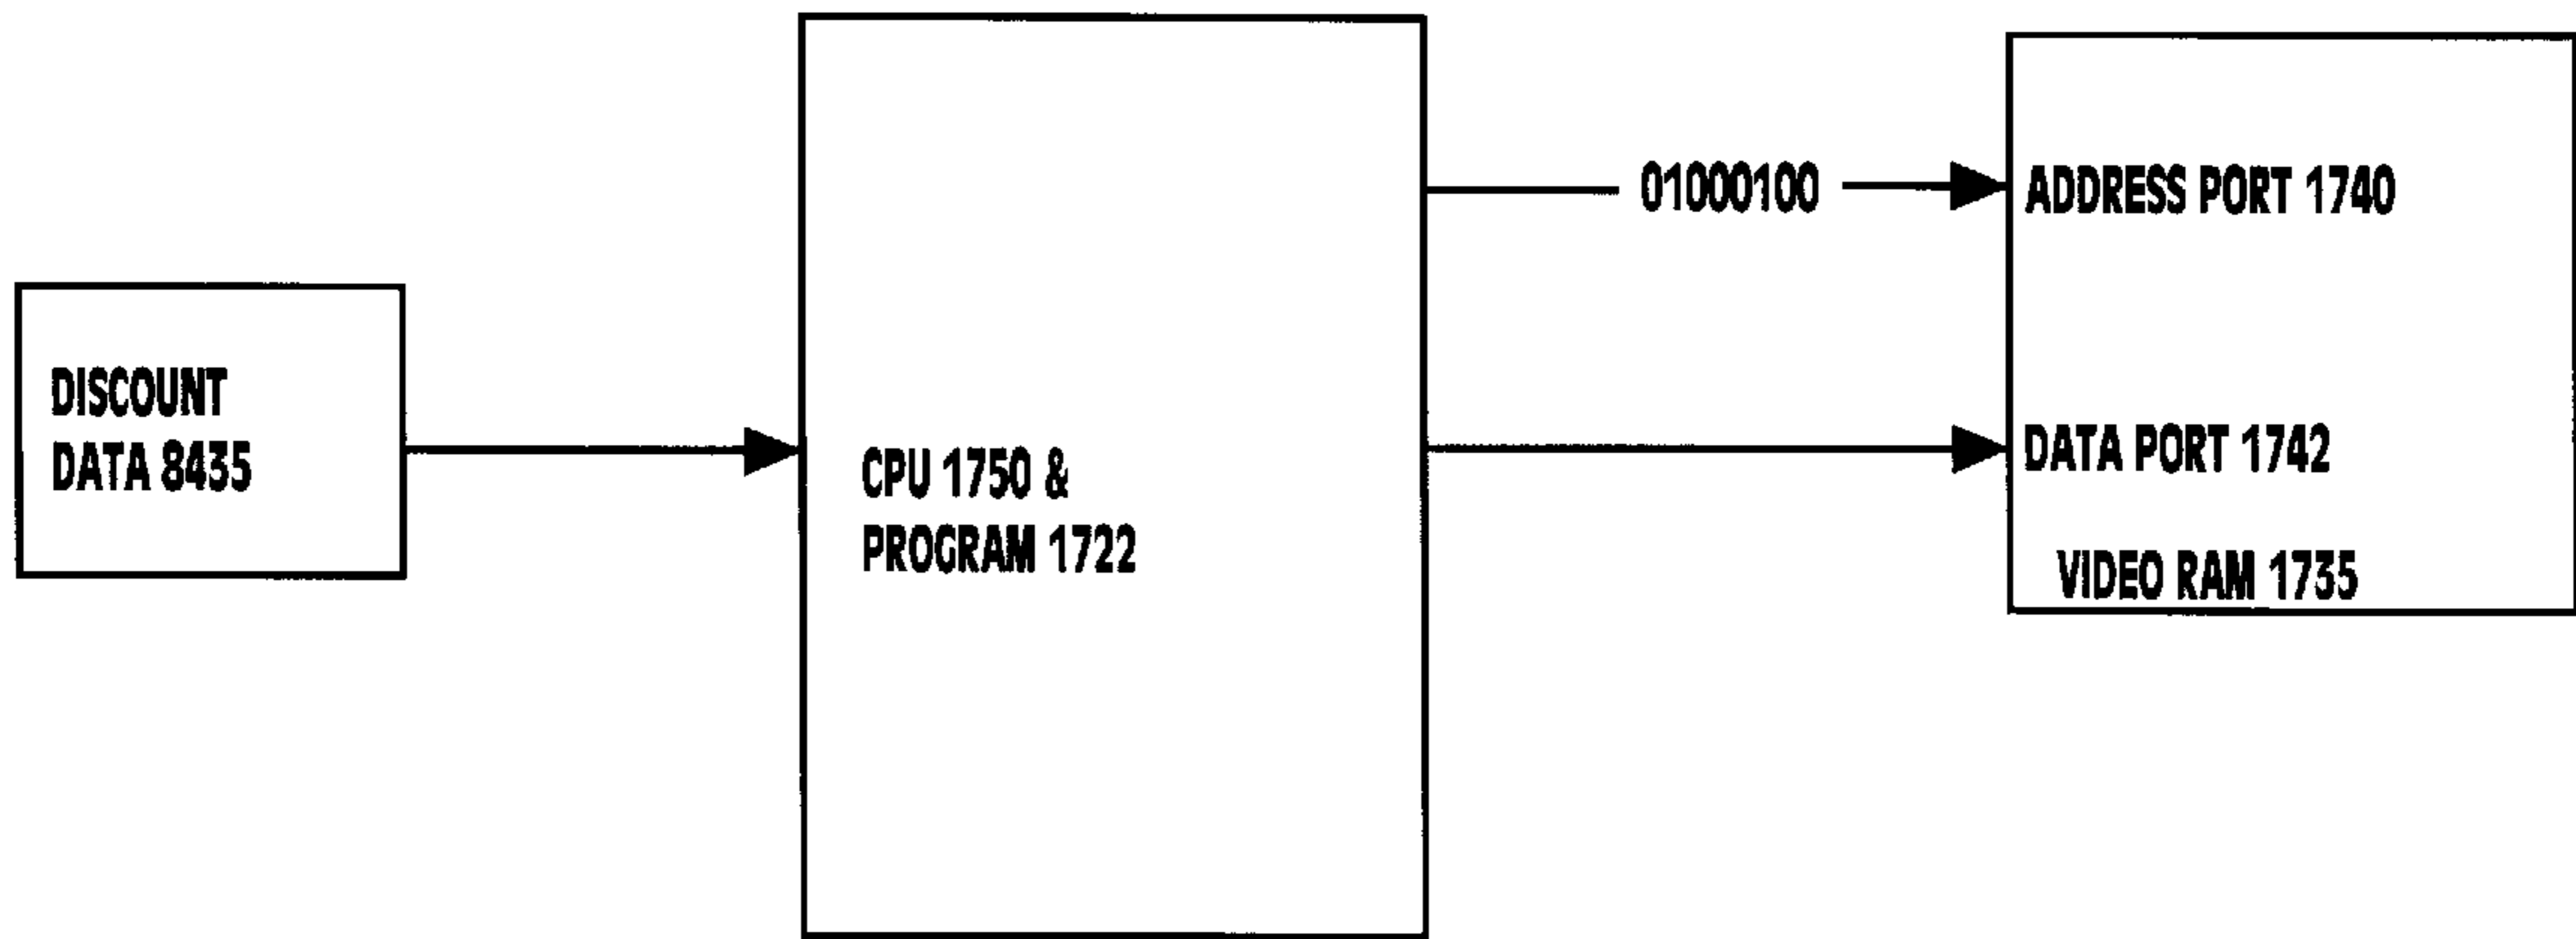 DISCOUNT
DATA 8435
CPU 1750 &
PROGRAM 1722
01000100
ADDRESS PORT 1740
DATA PORT 1742
VIDEO RAM 1735